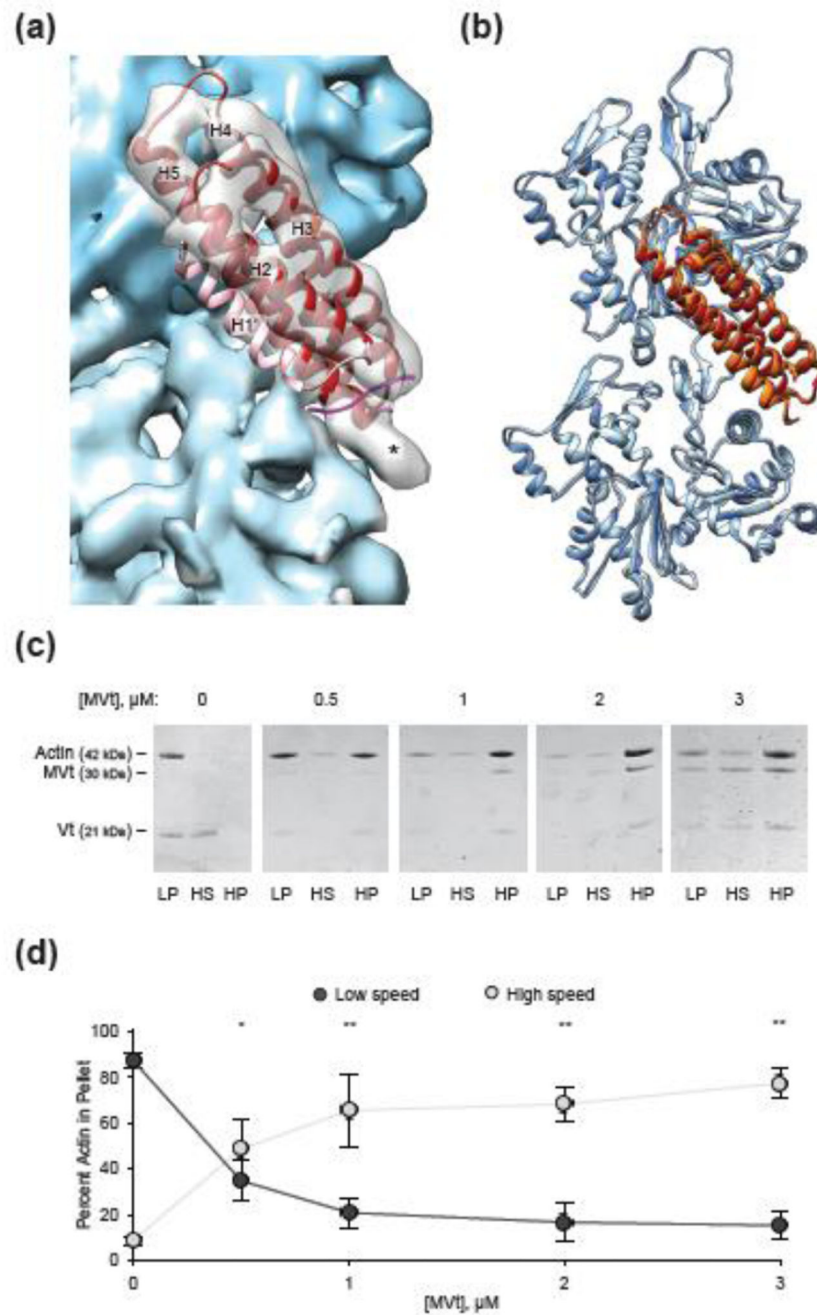 (a)
(b)
H4
H5
H3
H2
H1'
*
(c)
[MVt], μM: 0 0.5 1 2 3
Actin (42 kDa) –
MVt (30 kDa) –
Vt (21 kDa) –
LP HS HP LP HS HP LP HS HP LP HS HP LP HS HP
(d)
Low speed High speed
* ** ** **
Percent Actin in Pellet
100
80
60
40
20
0
0 1 2 3
[MVt], μM